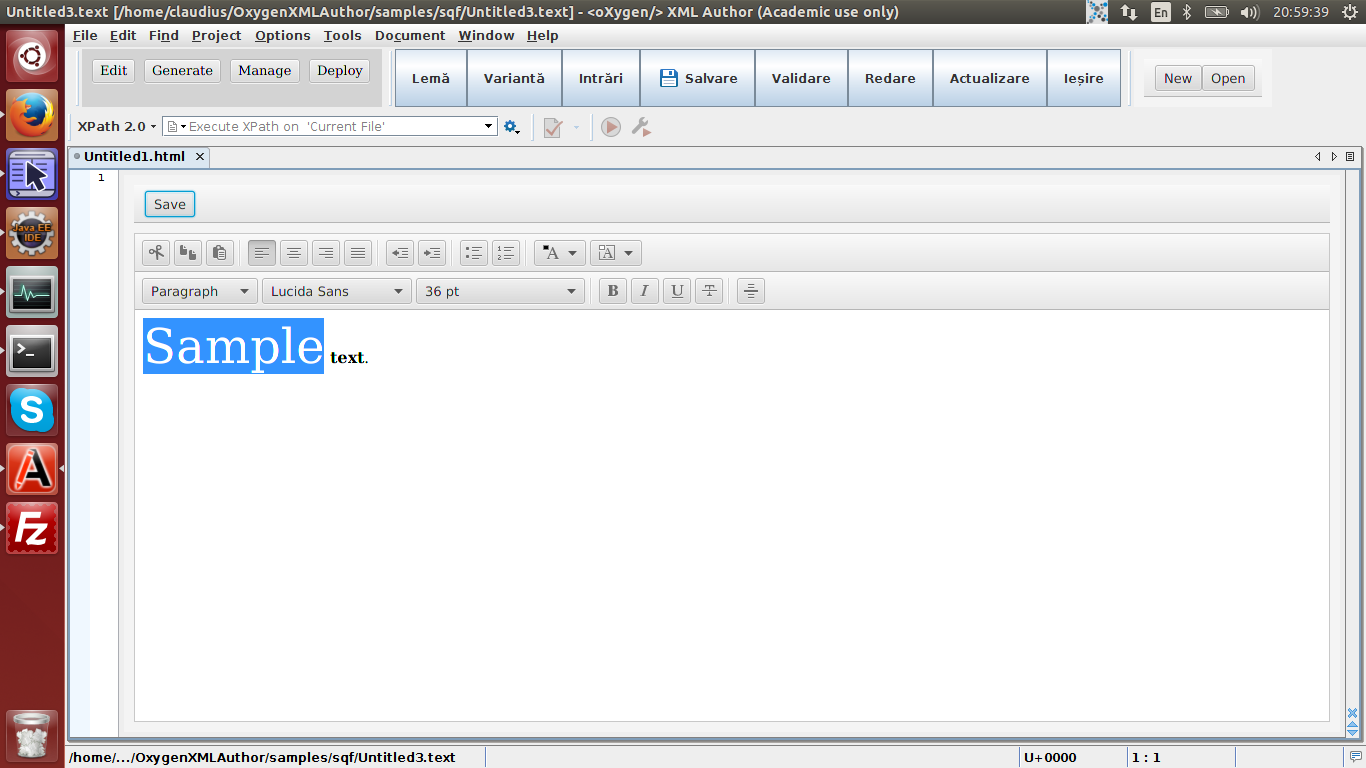 Untitled3.text [/home/claudius/OxygenXMLAuthor/samples/sqf/Untitled3.text] - <oXygen/> XML Author (Academic use only) En 20:59:39
File Edit Find Project Options Tools Document Window Help
Edit Generate Manage Deploy Lemă Variantă Intrări Salvare Validare Redare Actualizare Ieșire New Open
XPath 2.0 Execute XPath on 'Current File'
Untitled1.html
1
Save
A A
Paragraph Lucida Sans 36 pt B I U T
Sample text.
Java EE
IDE
/home/.../OxygenXMLAuthor/samples/sqf/Untitled3.text U+0000 1 : 1